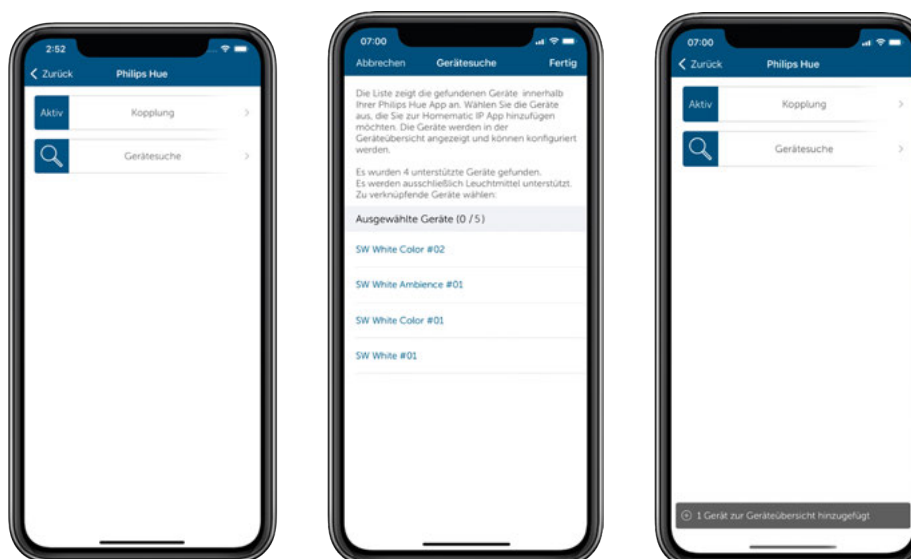 2:52
Zurück Philips Hue
Aktiv Kopplung
Gerätesuche
07:00
Abbrechen Gerätesuche Fertig
Die Liste zeigt die gefundenen Geräte innerhalb
Ihrer Philips Hue App an. Wählen Sie die Geräte
aus, die Sie zur Homematic IP App hinzufügen
möchten. Die Geräte werden in der
Geräteübersicht angezeigt und können konfiguriert
werden.
Es wurden 4 unterstützte Geräte gefunden.
Es werden ausschließlich Leuchtmittel unterstützt.
Zu verknüpfende Geräte wählen:
Ausgewählte Geräte (0 / 5)
SW White Color #02
SW White Ambience #01
SW White Color #01
SW White #01
07:00
Zurück Philips Hue
Aktiv Kopplung
Gerätesuche
1 Gerät zur Geräteübersicht hinzugefügt